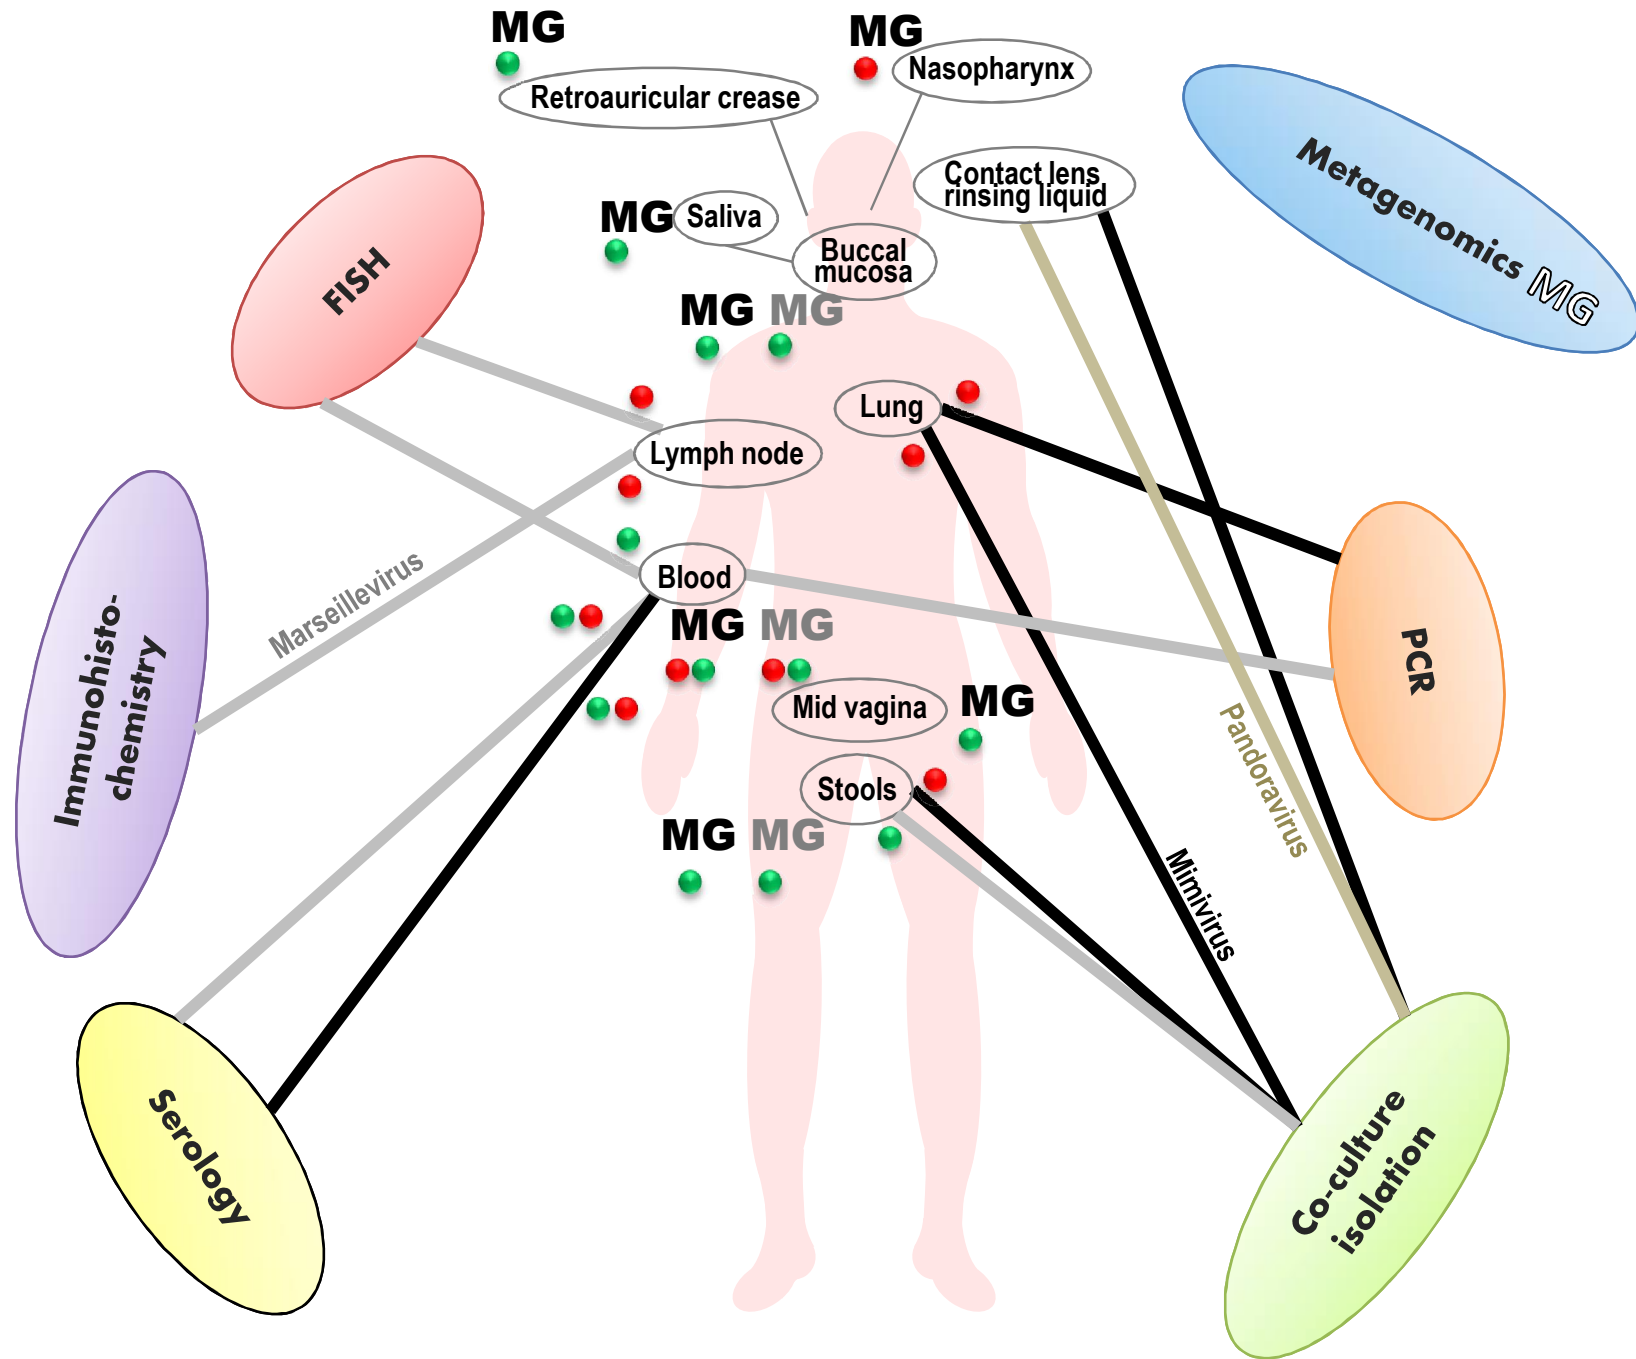 MG
MG
Nasopharynx
Retroauricular crease
Contact lens
rinsing liquid
Metagenomics MG
MG
Saliva
Buccal
mucosa
FISH
MG MG
Lung
Lymph node
Marseillevirus
Blood
MG MG
Immunohisto-
chemistry
PCR
Mid vagina
MG
Pandoravirus
Stools
MG MG
Mimivirus
Serology
Co-culture
isolation